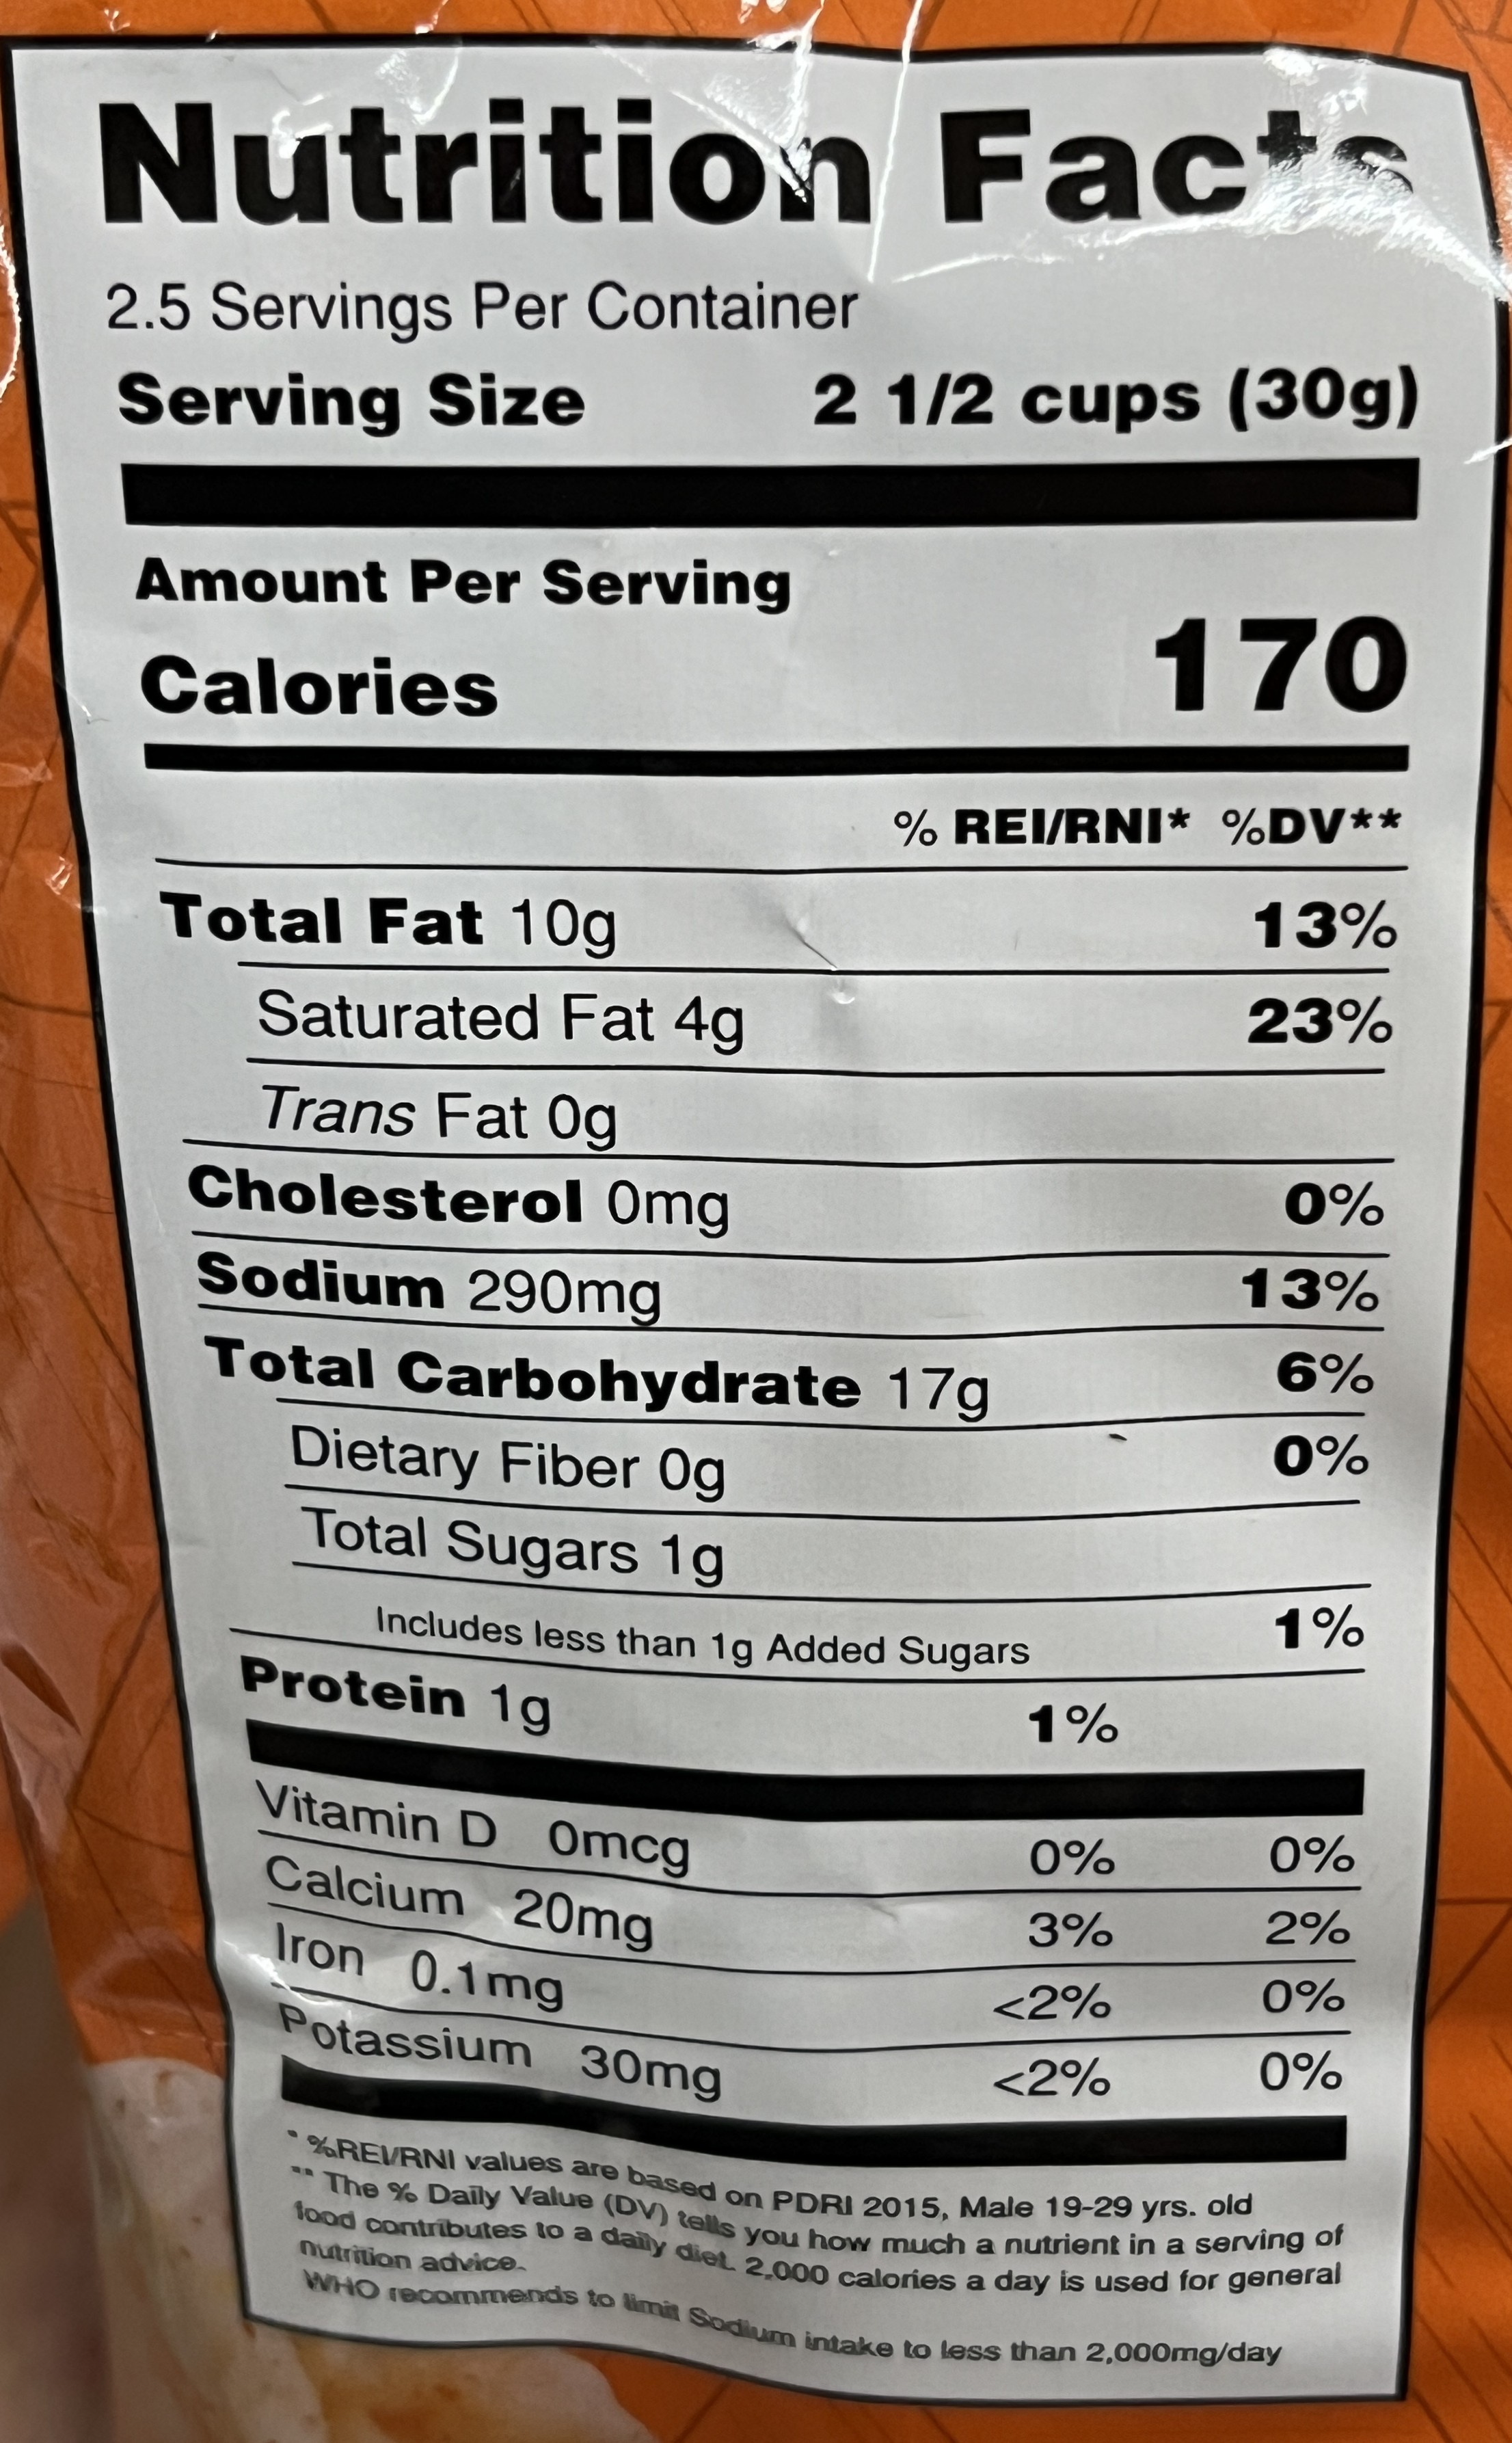 Nutrition Facts
2.5 Servings Per Container
Serving Size 2 1/2 cups (30g)
Amount Per Serving
Calories 170
% REI/RNI* %DV**
Total Fat 10g 13%
Saturated Fat 4g 23%
Trans Fat 0g
Cholesterol 0mg 0%
Sodium 290mg 13%
Total Carbohydrate 17g 6%
Dietary Fiber 0g 0%
Total Sugars 1g
Includes less than 1g Added Sugars 1%
Protein 1g 1%
Vitamin D 0mcg 0% 0%
Calcium 20mg 3% 2%
Iron 0.1mg <2% 0%
Potassium 30mg <2% 0%
* %REI/RNI values are based on PDRI 2015, Male 19-29 yrs. old
** The % Daily Value (DV) tells you how much a nutrient in a serving of
food contributes to a daily diet. 2,000 calories a day is used for general
nutrition advice.
WHO recommends to limit Sodium intake to less than 2,000mg/day